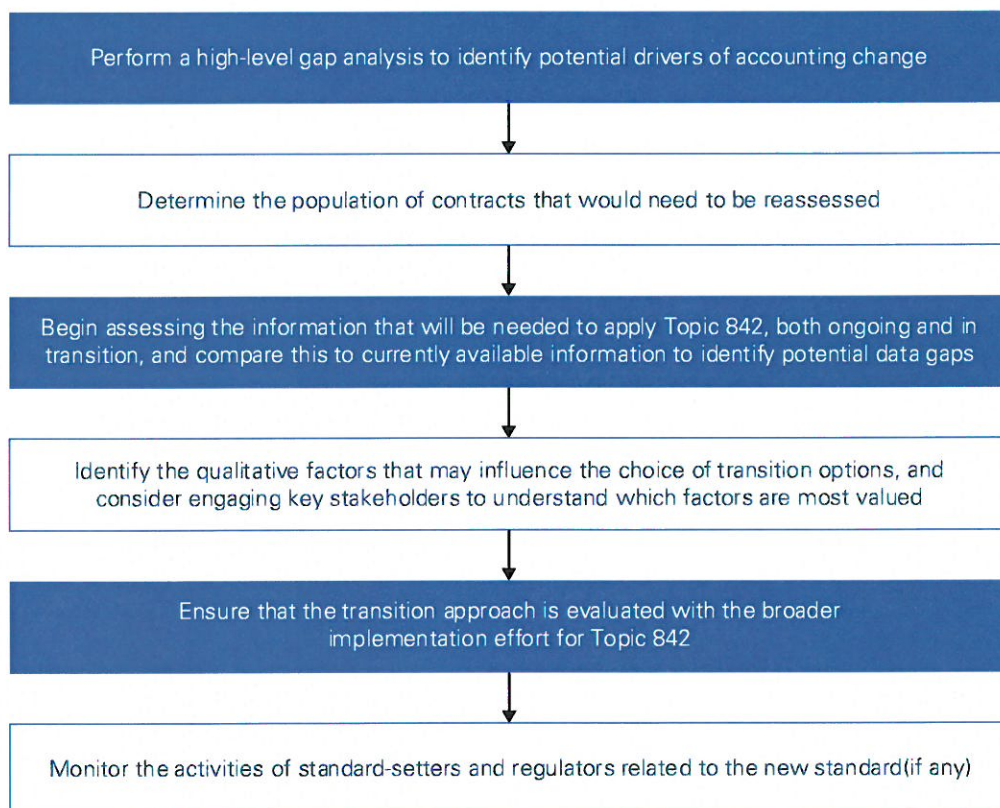 Perform a high-level gap analysis to identify potential drivers of accounting change
Determine the population of contracts that would need to be reassessed
Begin assessing the information that will be needed to apply Topic 842, both ongoing and in
transition, and compare this to currently available information to identify potential data gaps
Identify the qualitative factors that may influence the choice of transition options, and
consider engaging key stakeholders to understand which factors are most valued
Ensure that the transition approach is evaluated with the broader
implementation effort for Topic 842
Monitor the activities of standard-setters and regulators related to the new standard(if any)